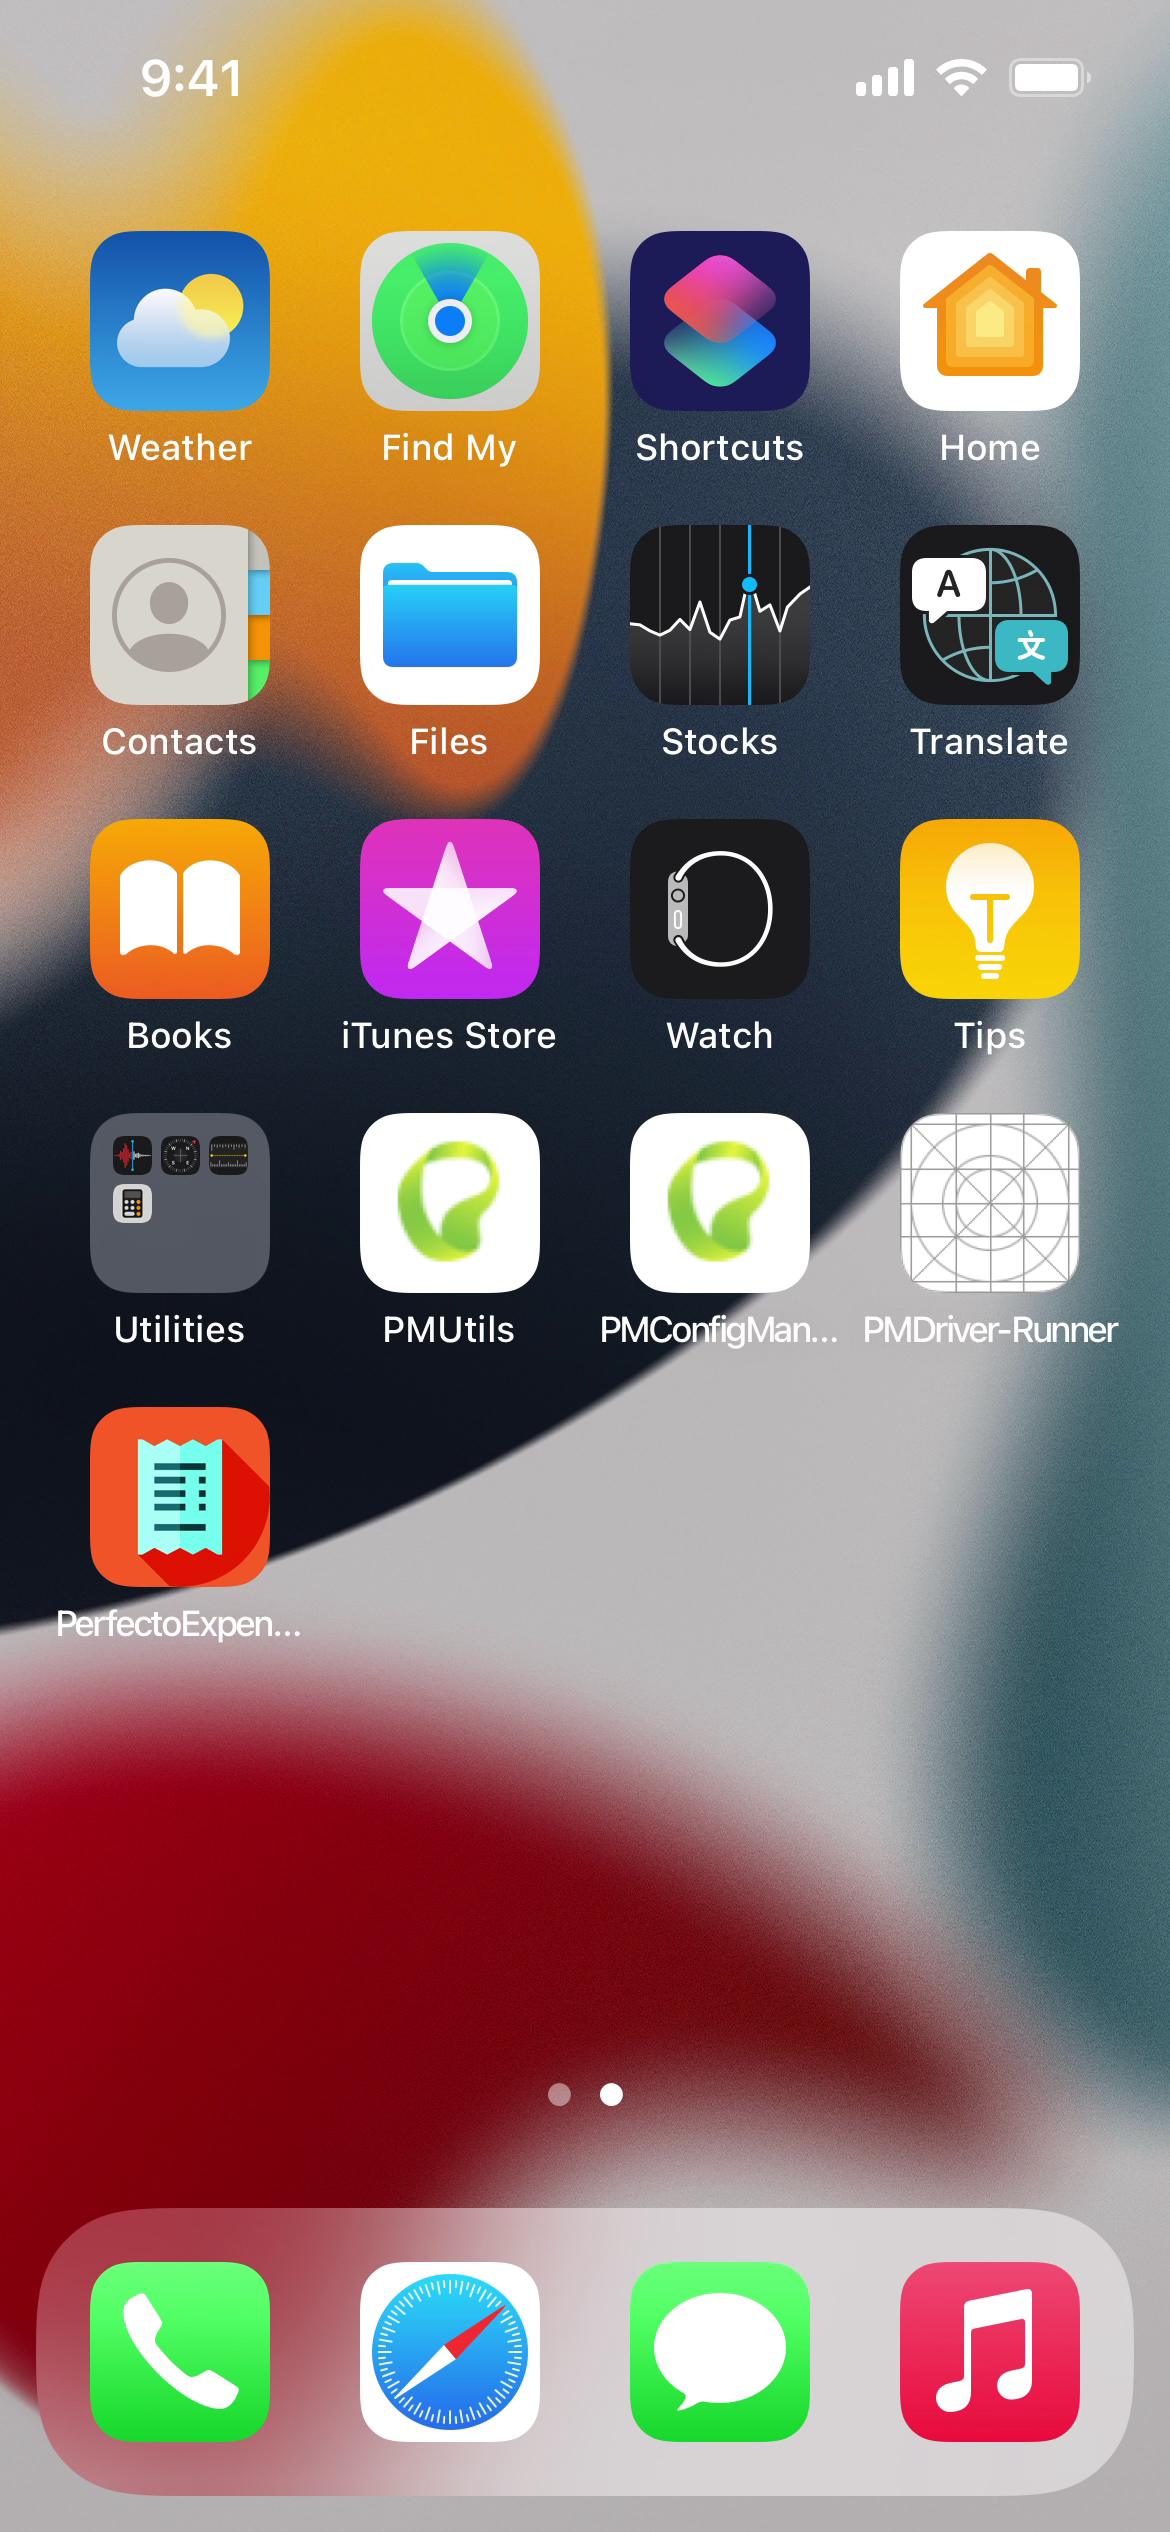 9:41
Weather Find My Shortcuts Home
A 文
Contacts Files Stocks Translate
Books iTunes Store Watch Tips
Utilities PMUtils PMConfigMan... PMDriver-Runner
PerfectoExpen...